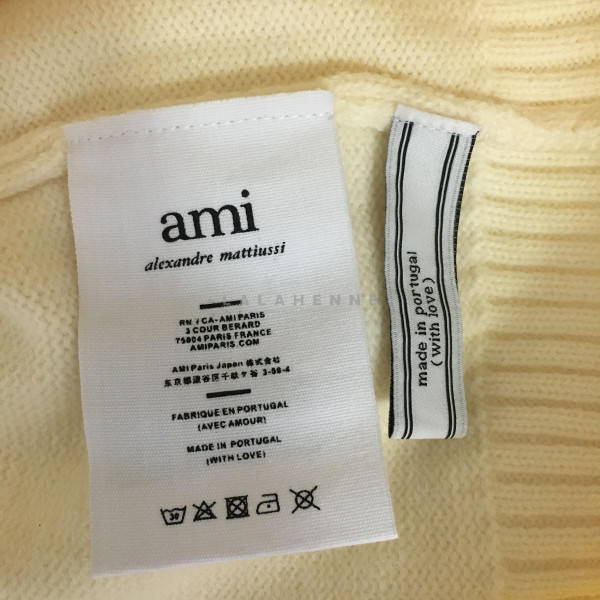 ami
alexandre mattiussi
RN / CA-AMI PARIS
3 COUR BERARD
75004 PARIS FRANCE
AMIPARIS.COM
AMI Paris Japan 株式会社
東京都渋谷区千駄ヶ谷 3-50-4
FABRIQUE EN PORTUGAL
(AVEC AMOUR)
MADE IN PORTUGAL
(WITH LOVE)
30
made in portugal
(with love)